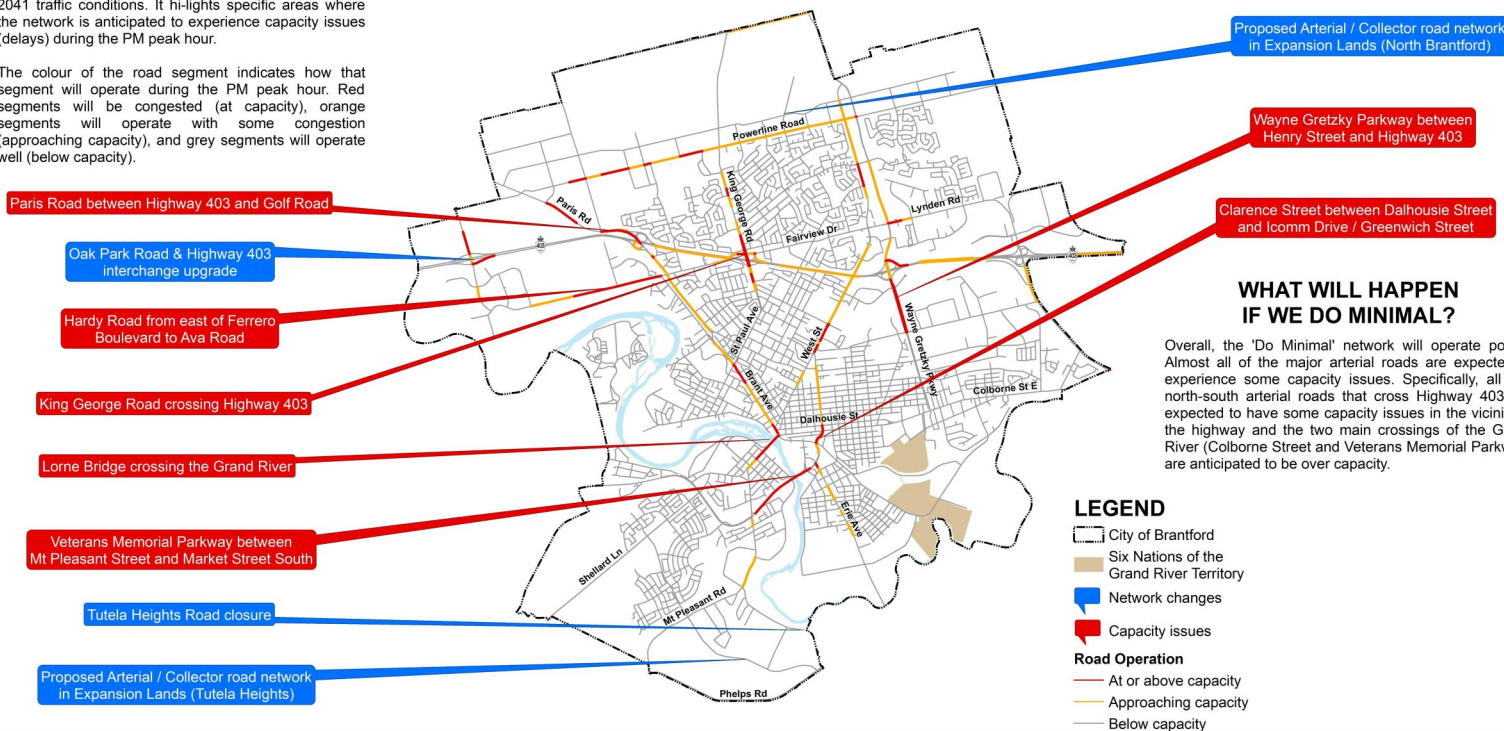 2041 traffic conditions. It hi-lights specific areas where
the network is anticipated to experience capacity issues
(delays) during the PM peak hour.
The colour of the road segment indicates how that
segment will operate during the PM peak hour. Red
segments will be congested (at capacity), orange
segments will operate with some congestion
(approaching capacity), and grey segments will operate
well (below capacity).
Paris Road between Highway 403 and Golf Road
Oak Park Road & Highway 403
interchange upgrade
Hardy Road from east of Ferrero
Boulevard to Ava Road
King George Road crossing Highway 403
Lorne Bridge crossing the Grand River
Veterans Memorial Parkway between
Mt Pleasant Street and Market Street South
Tutela Heights Road closure
Proposed Arterial / Collector road network
in Expansion Lands (Tutela Heights)
Powerline Road
King George Rd
Paris Rd
Lynden Rd
Fairview Dr
403
403
St Paul Ave
West St
Wayne Gretzky Pkwy
Brant Ave
Colborne St E
Dalhousie St
Erie Ave
Shellard Ln
Mt Pleasant Rd
Phelps Rd
Proposed Arterial / Collector road network
in Expansion Lands (North Brantford)
Wayne Gretzky Parkway between
Henry Street and Highway 403
Clarence Street between Dalhousie Street
and Icomm Drive / Greenwich Street
WHAT WILL HAPPEN
IF WE DO MINIMAL?
Overall, the 'Do Minimal' network will operate
Almost all of the major arterial roads are
experience some capacity issues. Specifically, all
north-south arterial roads that cross Highway 403
expected to have some capacity issues in the
the highway and the two main crossings of the
River (Colborne Street and Veterans Memorial
are anticipated to be over capacity.
LEGEND
City of Brantford
Six Nations of the
Grand River Territory
Network changes
Capacity issues
Road Operation
At or above capacity
Approaching capacity
Below capacity